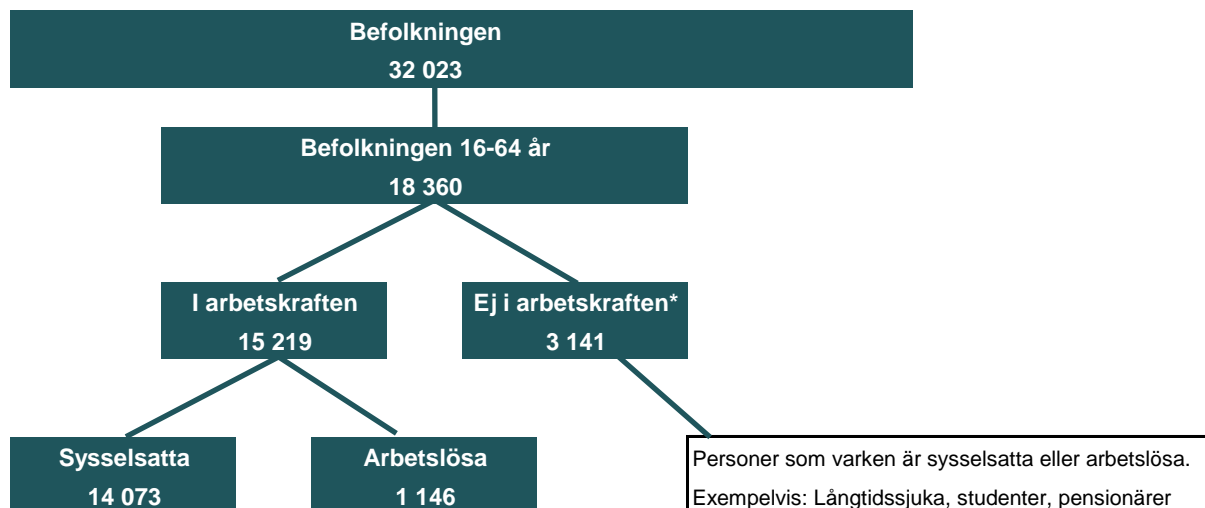 Befolkningen
32 023
Befolkningen 16-64 år
18 360
I arbetskraften
15 219
Ej i arbetskraften*
3 141
Sysselsatta
14 073
Arbetslösa
1 146
Personer som varken är sysselsatta eller arbetslösa.
Exempelvis: Långtidssjuka, studenter, pensionärer